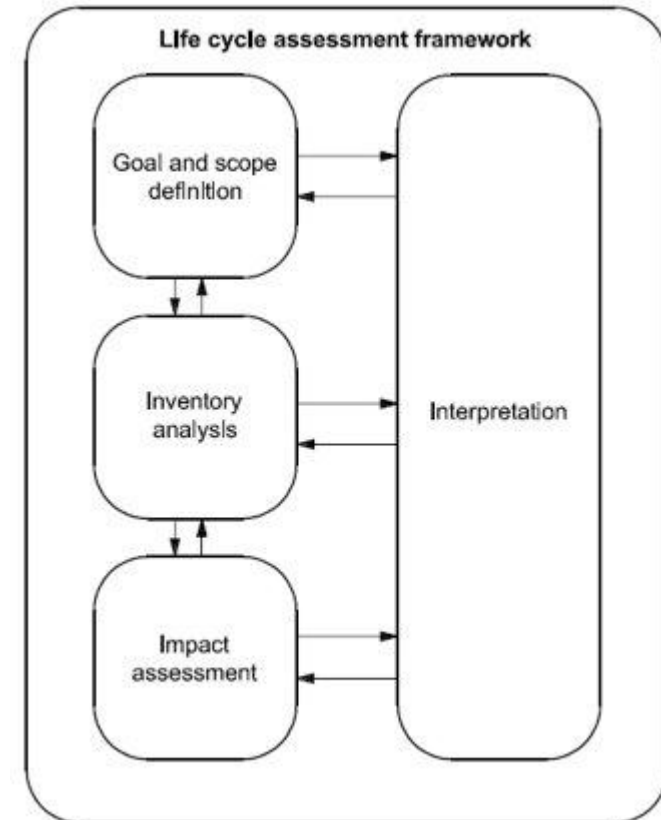 Life cycle assessment framework
Goal and scope
definition
Inventory
analysis
Interpretation
Impact
assessment